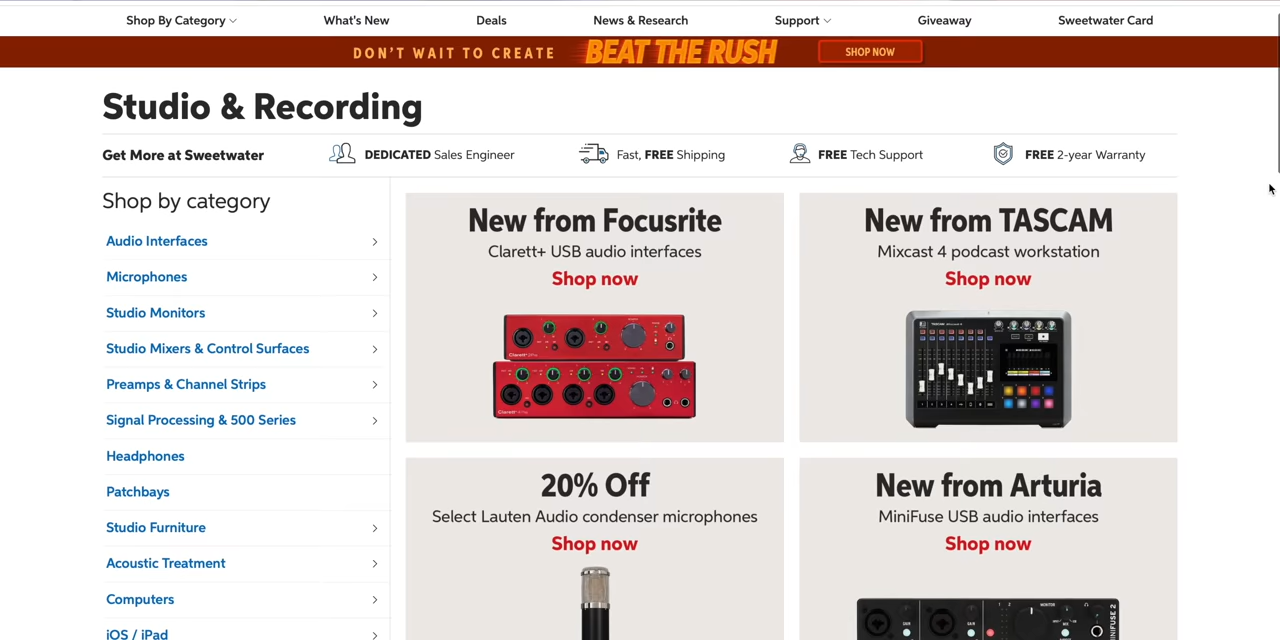 Shop By Category
What's New
Deals
News & Research
Support
Giveaway
Sweetwater Card
DON'T WAIT TO CREATE
BEAT THE RUSH
SHOP NOW
Studio & Recording
Get More at Sweetwater
DEDICATED Sales Engineer
Fast, FREE Shipping
FREE Tech Support
FREE 2-year Warranty
Shop by category
Audio Interfaces
Microphones
Studio Monitors
Studio Mixers & Control Surfaces
Preamps & Channel Strips
Signal Processing & 500 Series
Headphones
Patchbays
Studio Furniture
Acoustic Treatment
Computers
iOS / iPad
New from Focusrite
Clarett+ USB audio interfaces
Shop now
New from TASCAM
Mixcast 4 podcast workstation
Shop now
20% Off
Select Lauten Audio condenser microphones
Shop now
New from Arturia
MiniFuse USB audio interfaces
Shop now
MINIFUSE 2